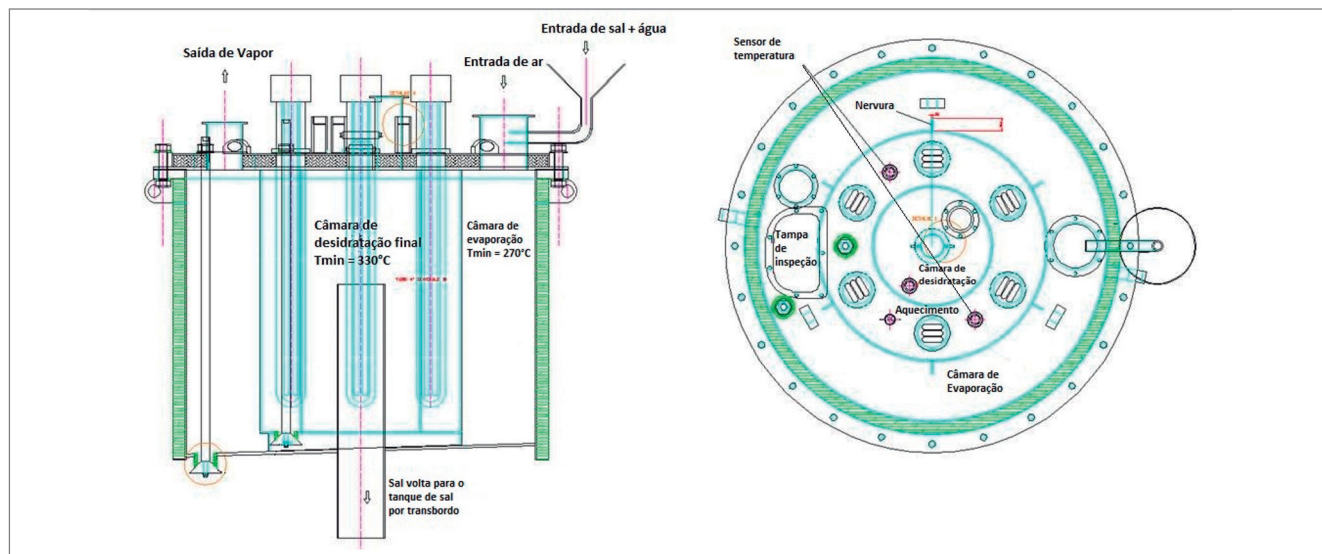 Saída de Vapor
Entrada de ar
Entrada de sal + água
Câmara de
desidratação final
Tmin = 330°C
Câmara de
evaporação
Tmin = 270°C
Sal volta para o
tanque de sal
por transbordo
Sensor de
temperatura
Nervura
Tampa
de
inspeção
Câmara de
desidratação
Aquecimento
Câmara de
Evaporação